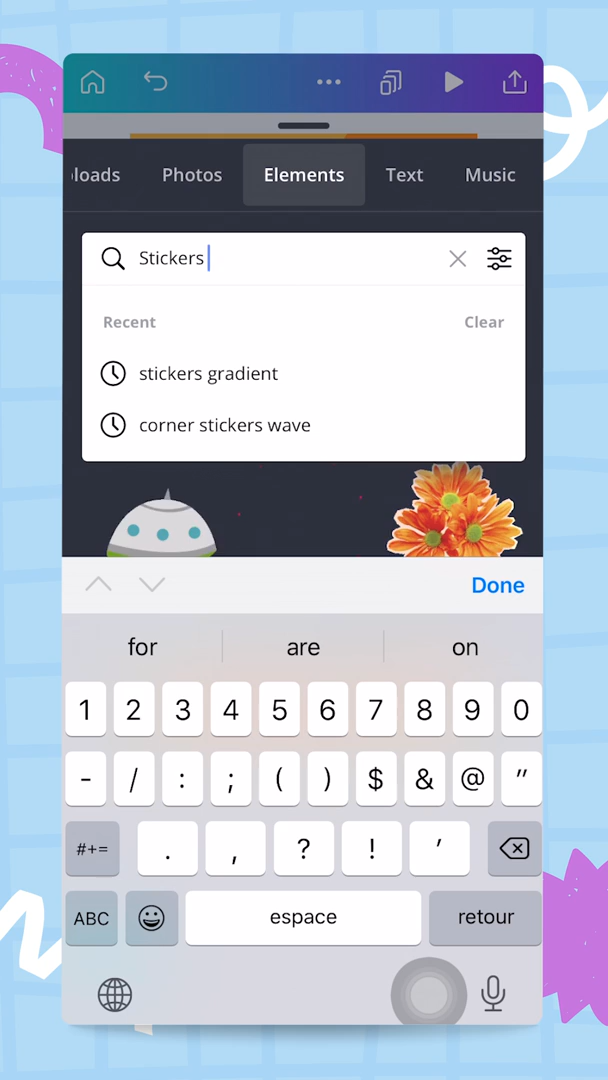 loads Photos Elements Text Music
Stickers
Recent Clear
stickers gradient
corner stickers wave
Done
for are on
1 2 3 4 5 6 7 8 9 0
- / : ; ( ) $ & @ "
#+= . , ? ! '
ABC espace retour